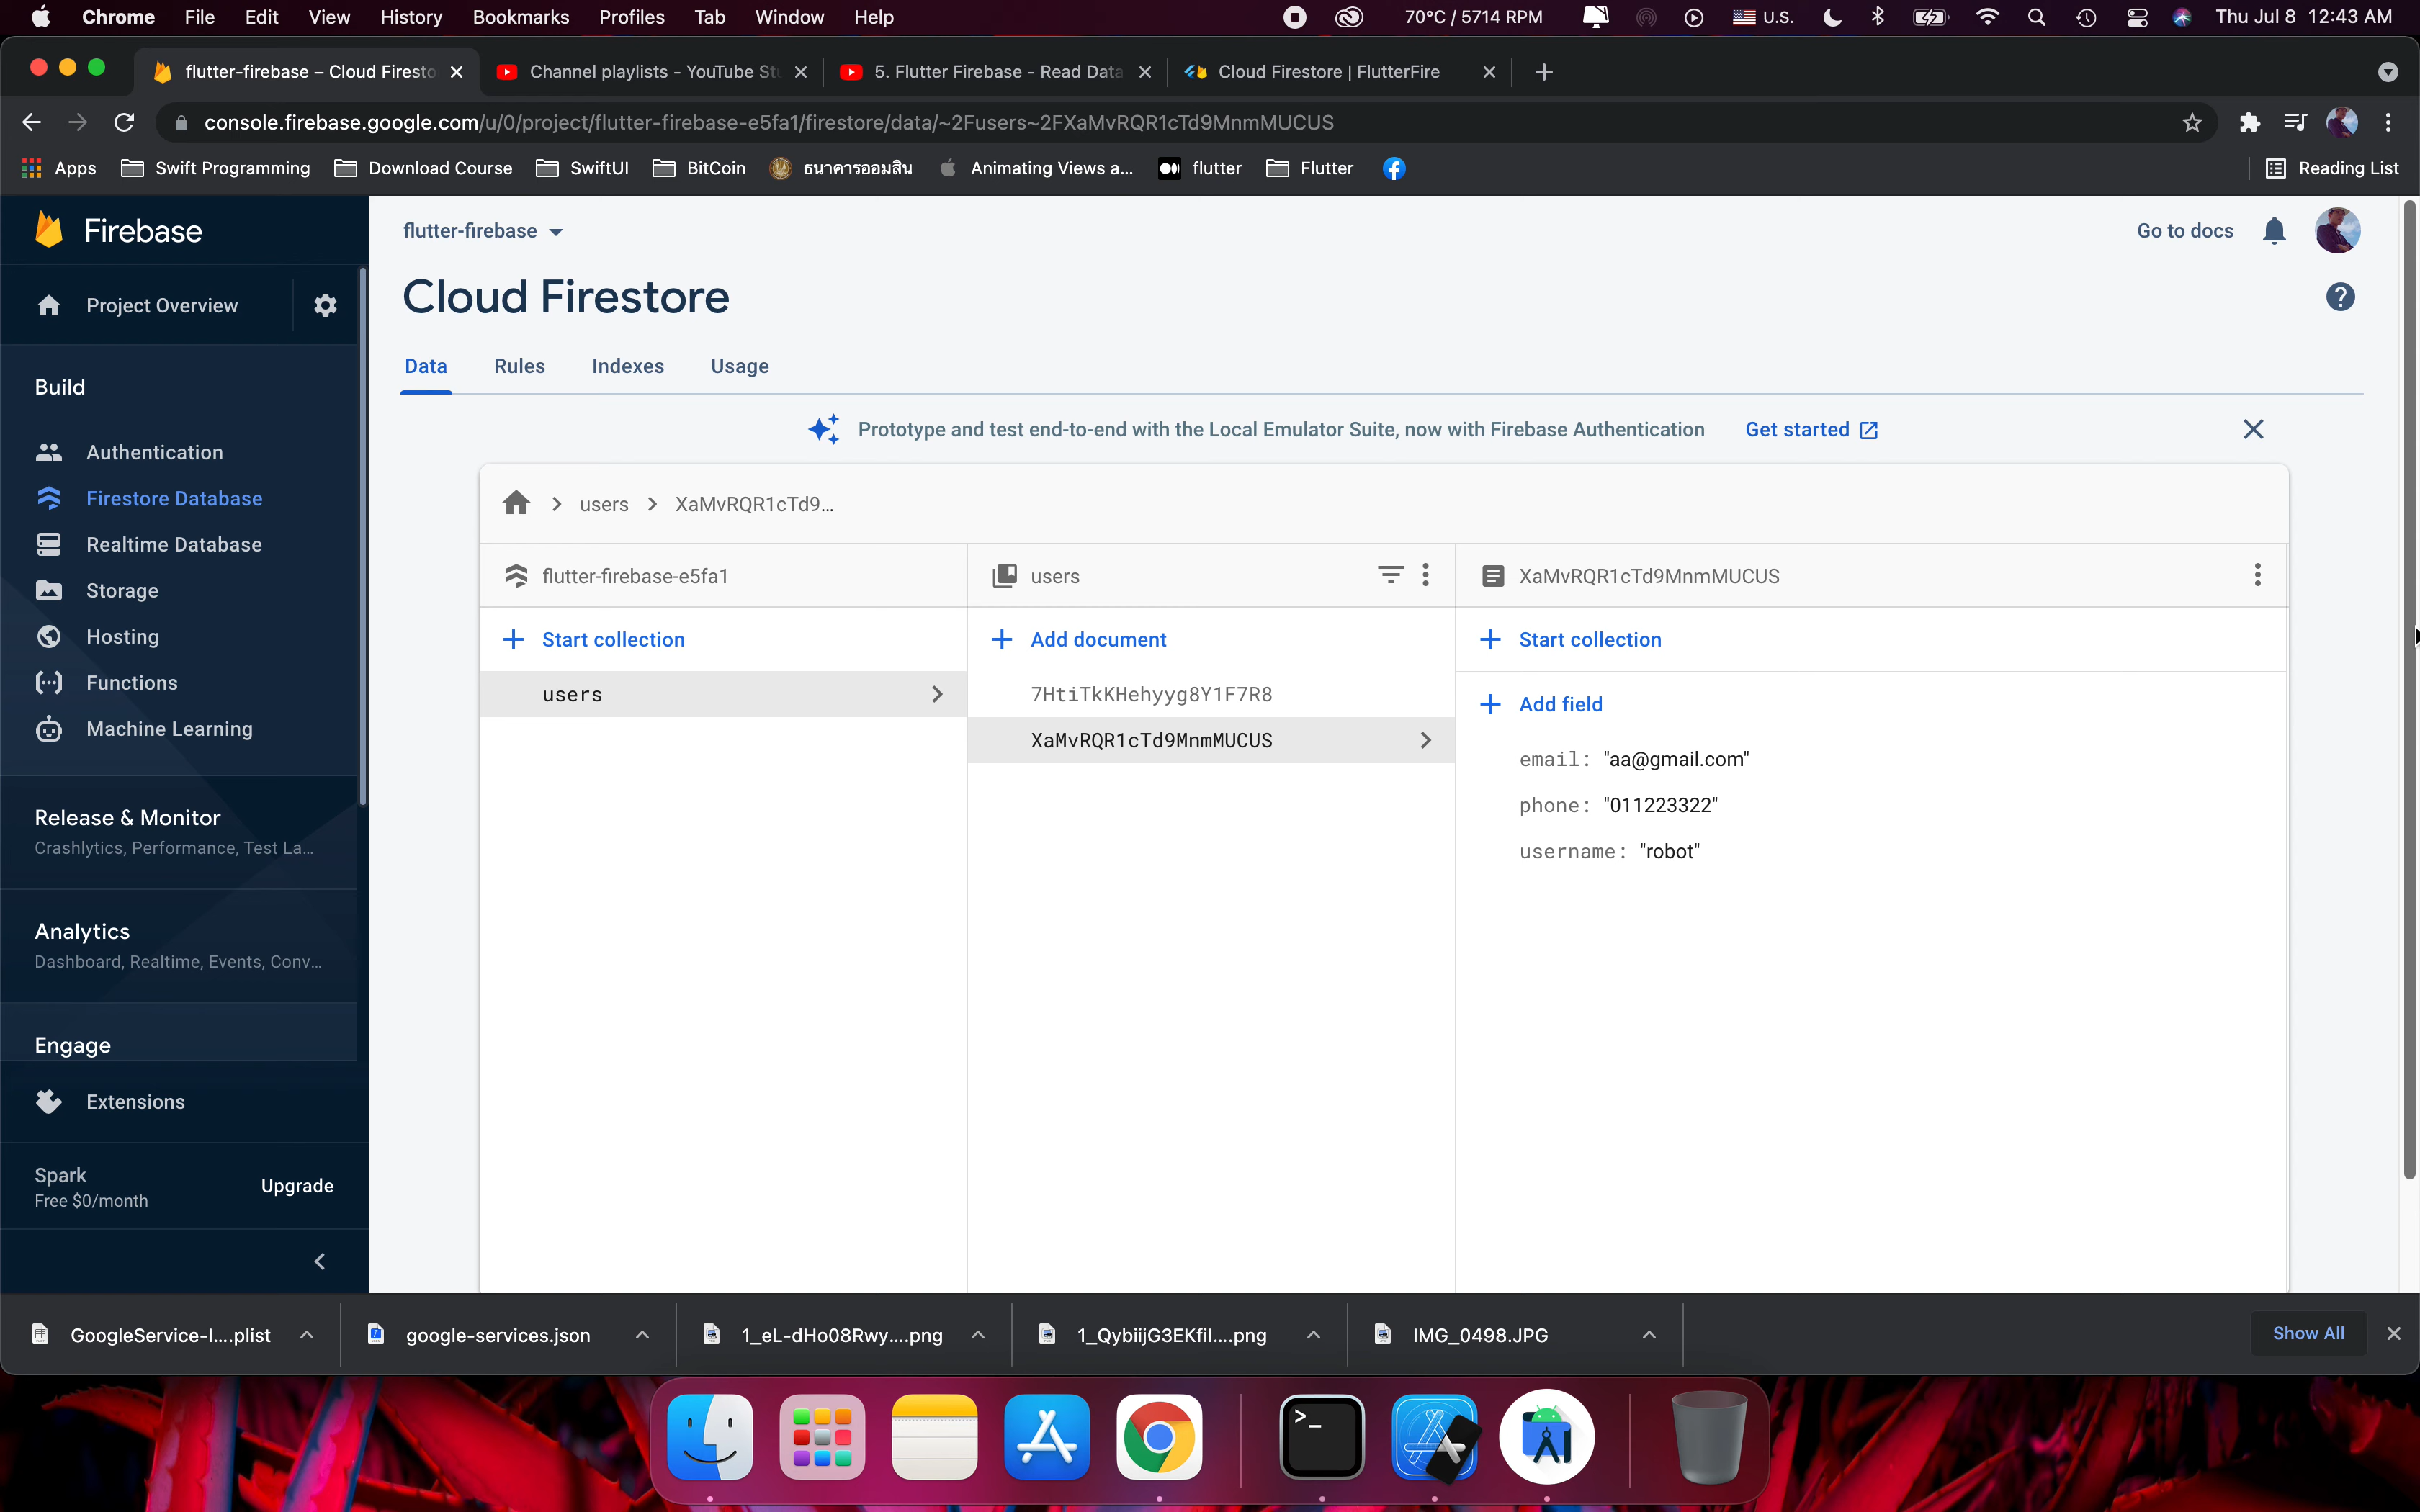 Chrome File Edit View History Bookmarks Profiles Tab Window Help 70°C / 5714 RPM U.S. Thu Jul 8 12:43 AM
flutter-firebase – Cloud Firesto Channel playlists - YouTube Stu 5. Flutter Firebase - Read Data Cloud Firestore | FlutterFire
console.firebase.google.com/u/0/project/flutter-firebase-e5fa1/firestore/data/~2Fusers~2FXaMvRQR1cTd9MnmMUCUS
Apps Swift Programming Download Course SwiftUI BitCoin ธนาคารออมสิน Animating Views a... flutter Flutter Reading List
Firebase
flutter-firebase
Go to docs
Project Overview
Cloud Firestore
Data Rules Indexes Usage
Build
Prototype and test end-to-end with the Local Emulator Suite, now with Firebase Authentication Get started
Authentication
Firestore Database
Realtime Database
Storage
Hosting
Functions
Machine Learning
Release & Monitor
Crashlytics, Performance, Test La...
Analytics
Dashboard, Realtime, Events, Conv...
Engage
Extensions
Spark
Free $0/month
Upgrade
users XaMvRQR1cTd9...
flutter-firebase-e5fa1
Start collection
users
users
Add document
7HtiTkKHehyyg8Y1F7R8
XaMvRQR1cTd9MnmMUCUS
XaMvRQR1cTd9MnmMUCUS
Start collection
Add field
email: "aa@gmail.com"
phone: "011223322"
username: "robot"
GoogleService-I....plist google-services.json 1_eL-dHo08Rwy....png 1_QybiijG3EKfil....png IMG_0498.JPG Show All